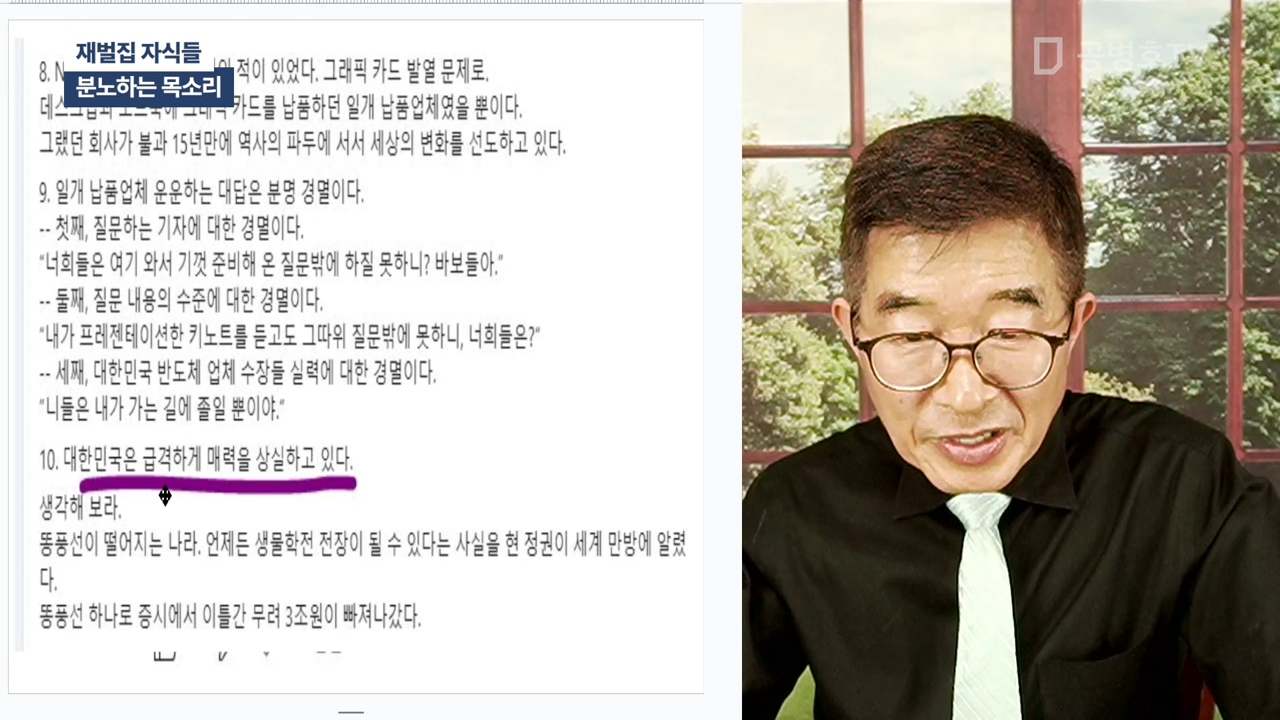 재벌집 자식들
분노하는 목소리
8. N 적이 있었다. 그래픽 카드 발열 문제로.
카드를 납품하던 일개 납품업체였을 뿐이다.
그랬던 회사가 불과 15년만에 역사의 파두에 서서 세상의 변화를 선도하고 있다.
9. 일개 납품업체 운운하는 대답은 분명 경멸이다.
-- 첫째, 질문하는 기자에 대한 경멸이다.
"너희들은 여기 와서 기껏 준비해 온 질문밖에 하질 못하니? 바보들아."
-- 둘째, 질문 내용의 수준에 대한 경멸이다.
"내가 프레젠테이션한 키노트를 듣고도 그따위 질문밖에 못하니, 너희들은?"
-- 세째, 대한민국 반도체 업체 수장들 실력에 대한 경멸이다.
"니들은 내가 가는 길에 졸일 뿐이야."
10. 대한민국은 급격하게 매력을 상실하고 있다.
생각해 보라.
똥풍선이 떨어지는 나라. 언제든 생물학전 전장이 될 수 있다는 사실을 현 정권이 세계 만방에 알렸
다.
똥풍선 하나로 증시에서 이틀간 무려 3조원이 빠져나갔다.